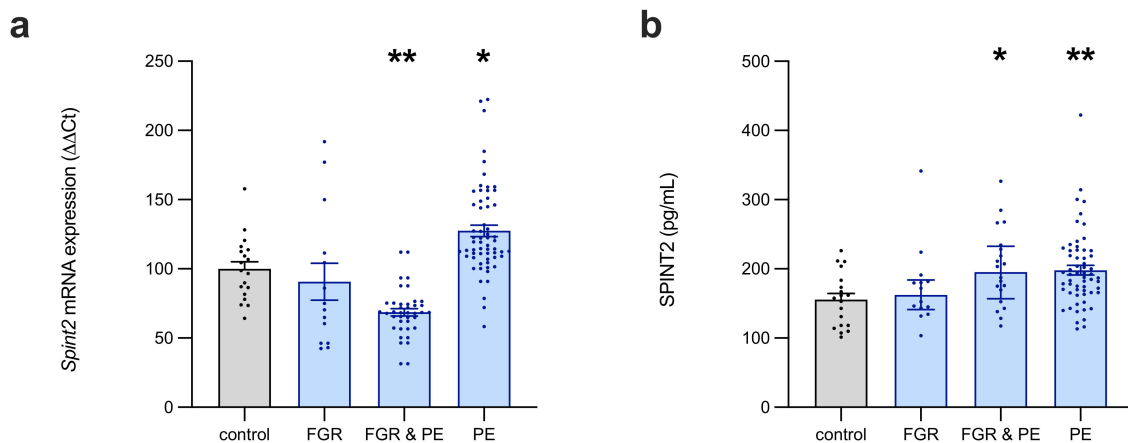 a
Spint2 mRNA expression (ΔΔCt)
250
200
150
100
50
0
** *
control FGR FGR & PE PE
b
SPINT2 (pg/mL)
500
400
300
200
100
0
* **
control FGR FGR & PE PE